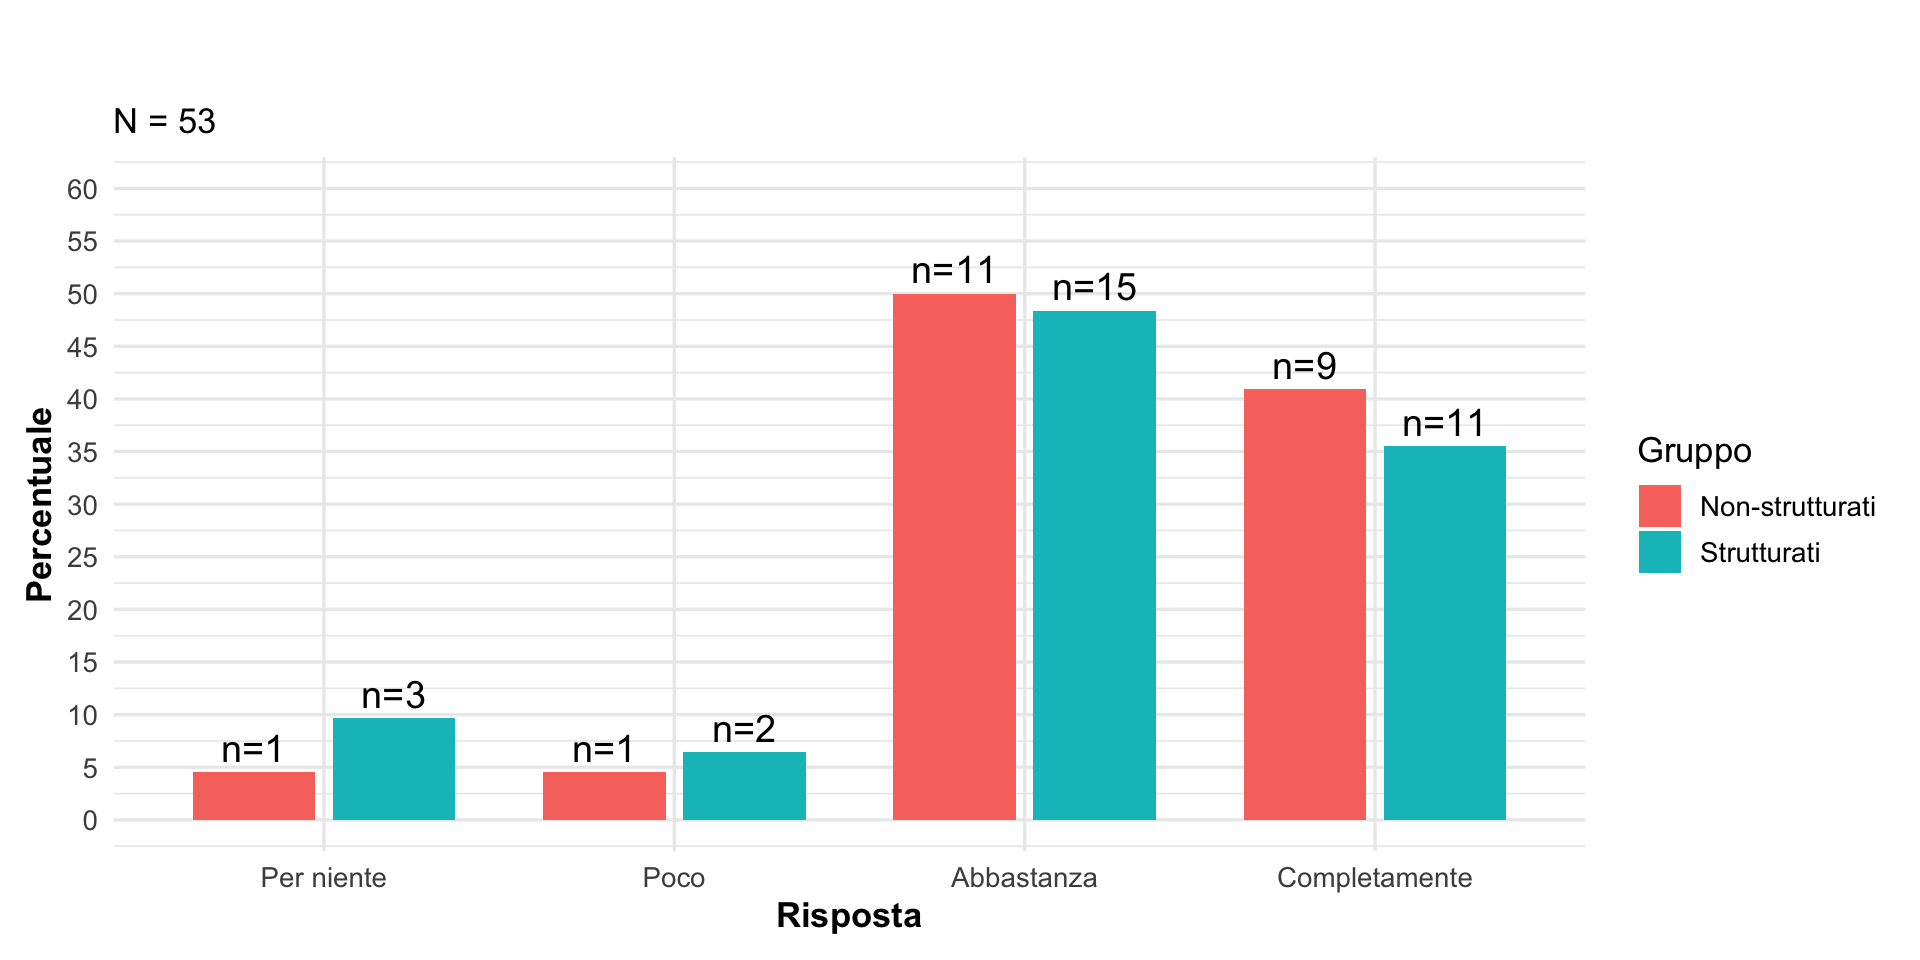 N = 53
Percentuale
60
55
50
45
40
35
30
25
20
15
10
5
0
n=1
n=3
n=1
n=2
n=11
n=15
n=9
n=11
Per niente
Poco
Abbastanza
Completamente
Risposta
Gruppo
Non-strutturati
Strutturati